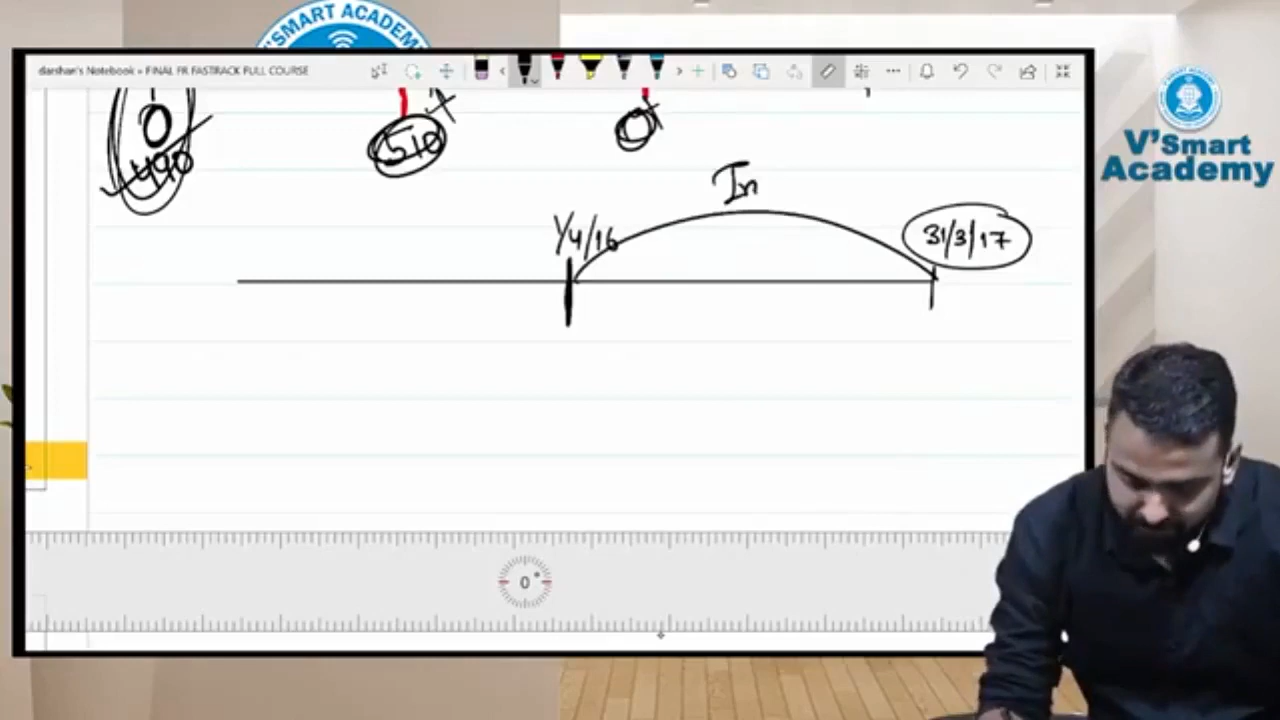 V'SMART ACADEMY
darshan's Notebook » FINAL FR FASTRACK FULL COURSE
V'Smart
Academy
0
490
510
0
In
1/4/16
31/3/17
0°